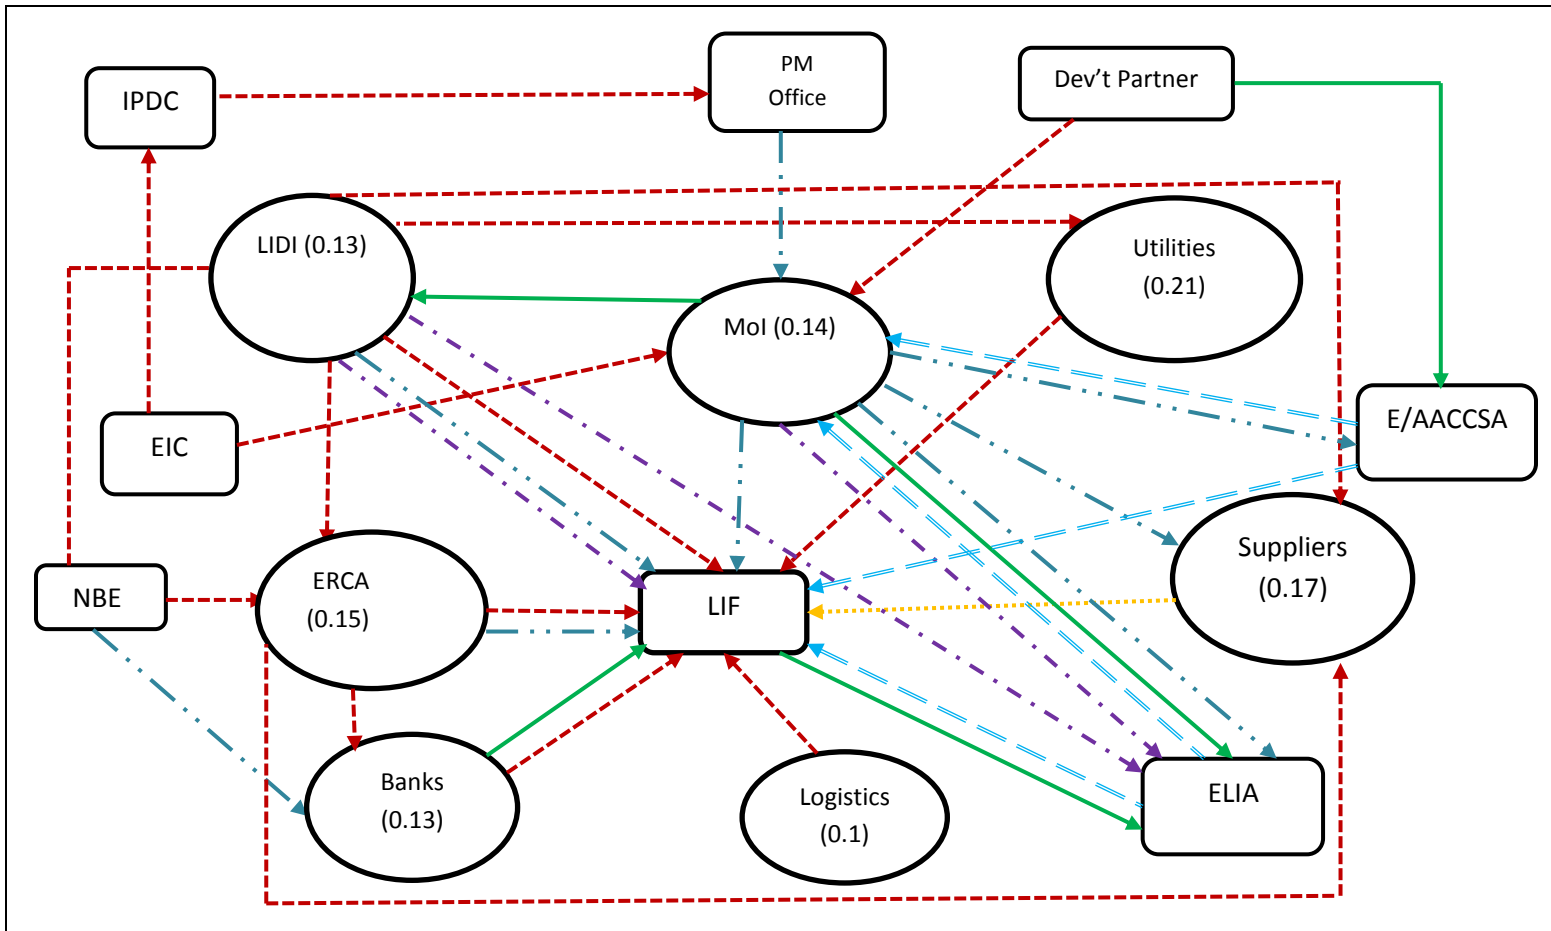 PM
Office
Dev't Partner
IPDC
LIDI (0.13)
Utilities
(0.21)
MoI (0.14)
E/AACCSA
EIC
Suppliers
(0.17)
ERCA
(0.15)
NBE
LIF
Banks
(0.13)
Logistics
(0.1)
ELIA